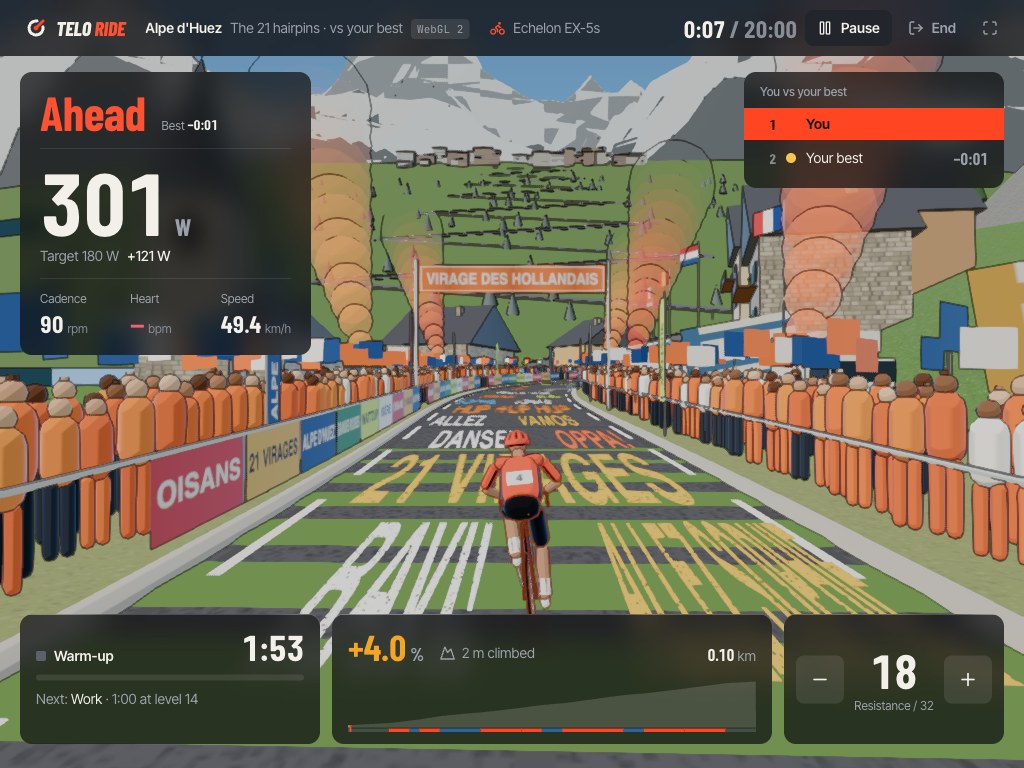 TELO RIDE
Alpe d'Huez The 21 hairpins · vs your best WebGL 2
Echelon EX-5s
0:07 / 20:00
Pause
End
Ahead Best −0:01
301 W
Target 180 W +121 W
Cadence Heart Speed
90 rpm – bpm 49.4 km/h
You vs your best
1 You
2 Your best −0:01
VIRAGE DES HOLLANDAIS
ALPE
OISANS
21 VIRAGES
ALPE D'HUEZ
HUP HUP HUP
ALLEZ VAMOS
DANSE OPPA!
21 VIRAGES
4
Warm-up 1:53
Next: Work · 1:00 at level 14
+4.0 % 2 m climbed 0.10 km
− 18 +
Resistance / 32